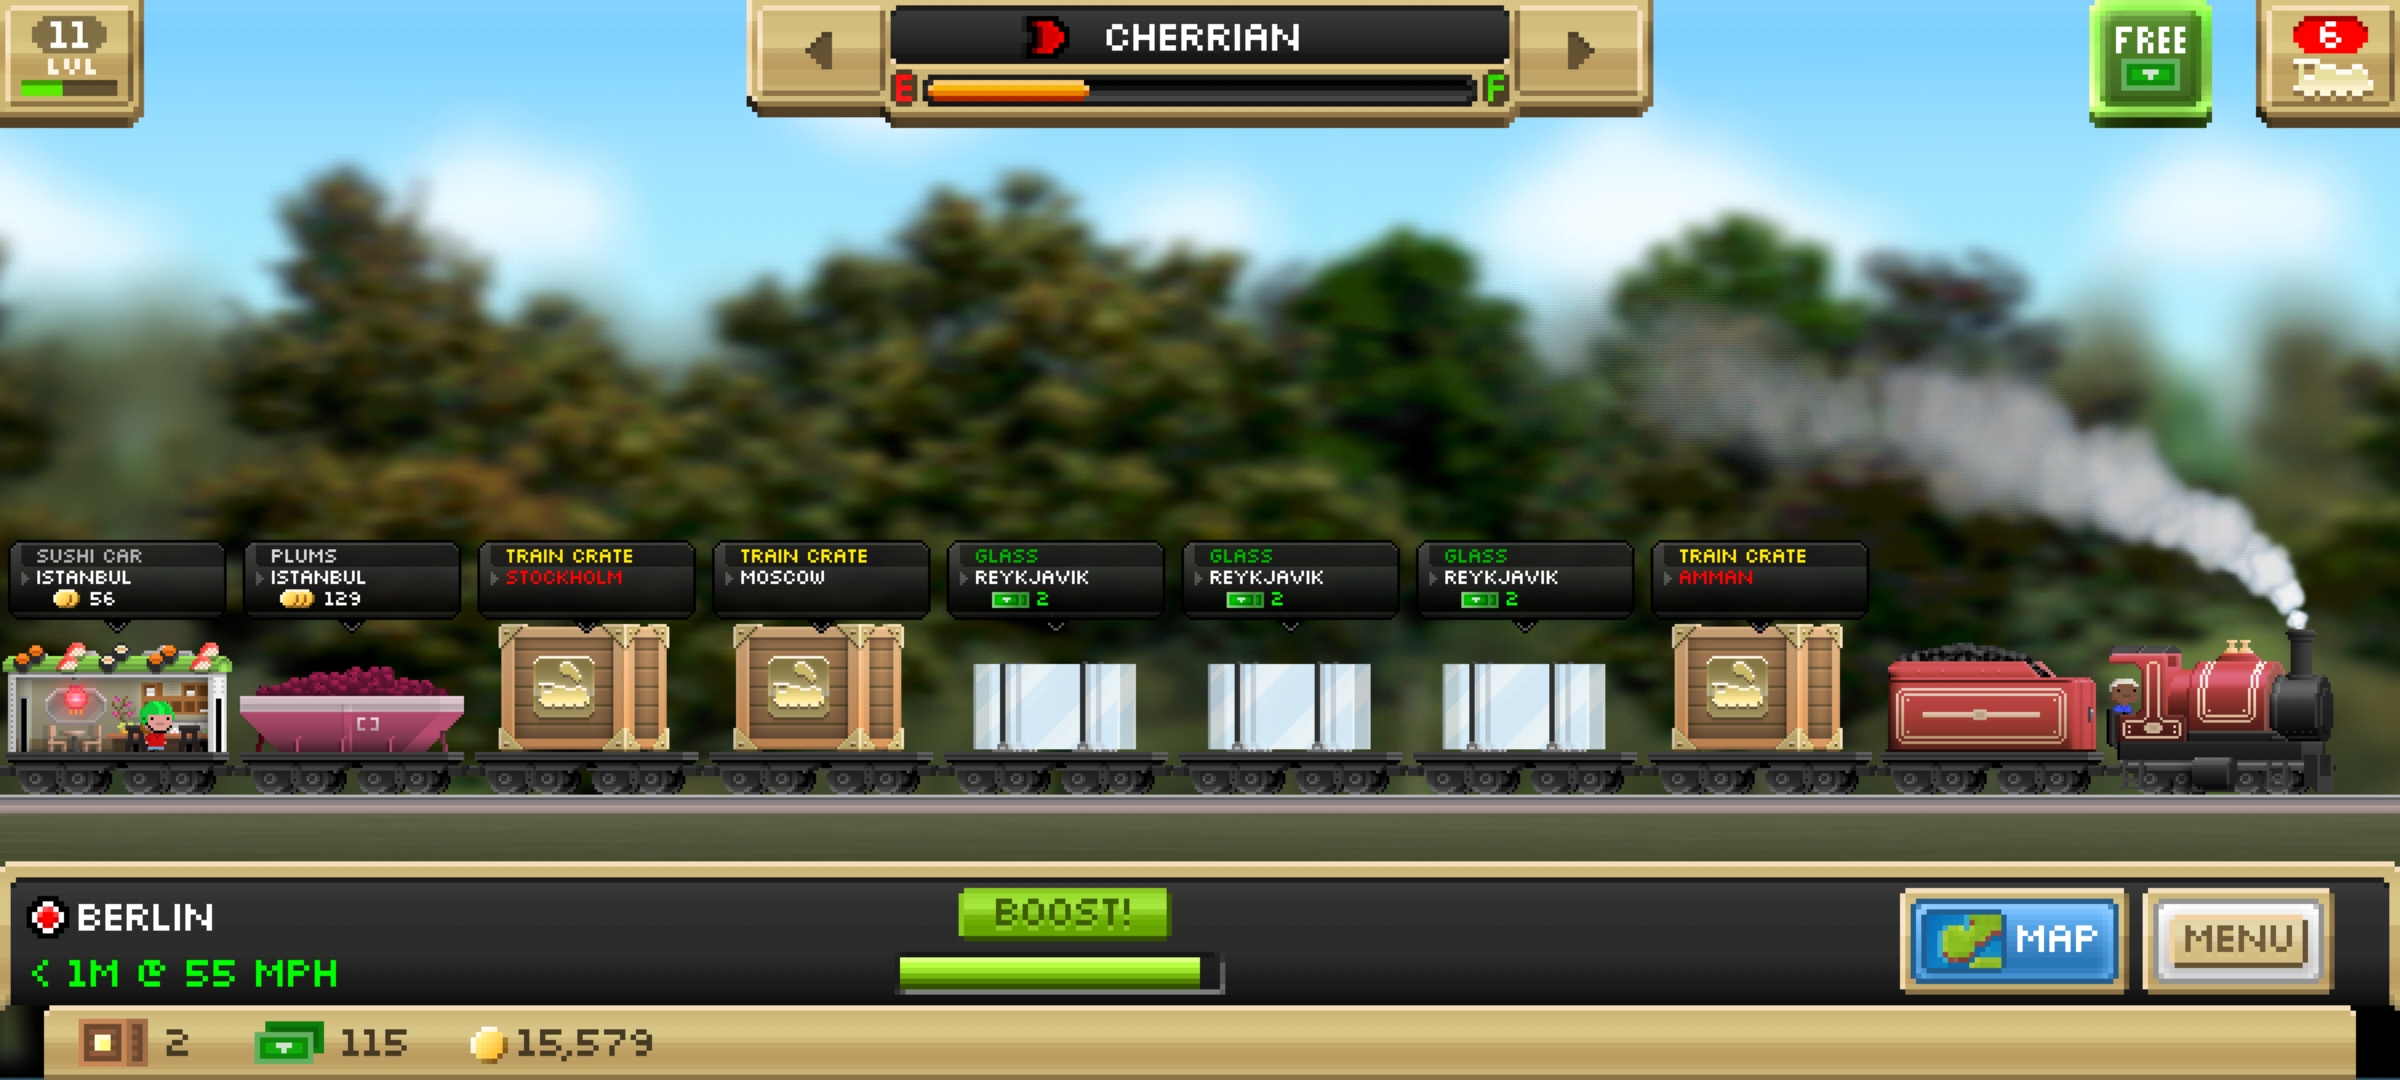 11
LVL
CHERRIAN
E F
FREE
6
SUSHI CAR
ISTANBUL
56
PLUMS
ISTANBUL
129
TRAIN CRATE
STOCKHOLM
TRAIN CRATE
MOSCOW
GLASS
REYKJAVIK
2
GLASS
REYKJAVIK
2
GLASS
REYKJAVIK
2
TRAIN CRATE
AMMAN
BERLIN
< 1M @ 55 MPH
BOOST!
MAP
MENU
2
115
15,579